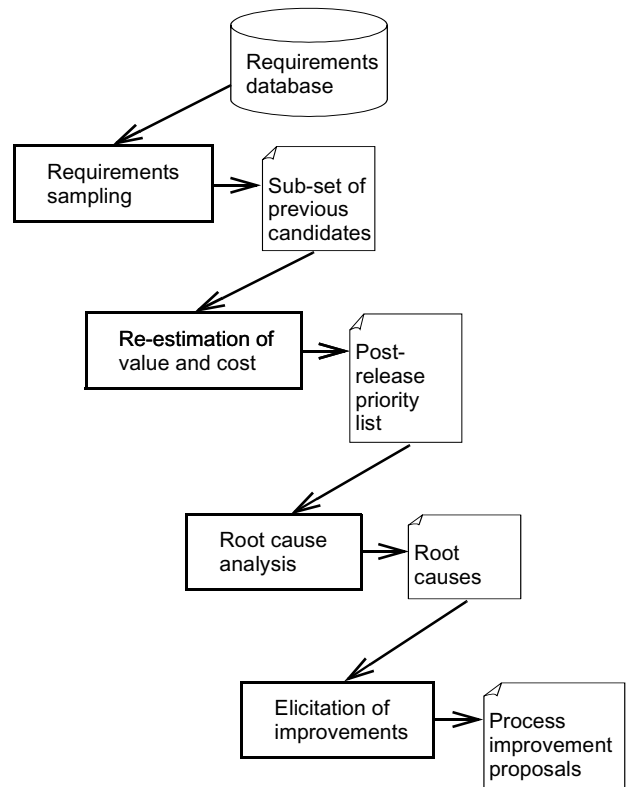 Requirements
database
Requirements
sampling
Sub-set of
previous
candidates
Re-estimation of
value and cost
Post-
release
priority
list
Root cause
analysis
Root
causes
Elicitation of
improvements
Process
improvement
proposals